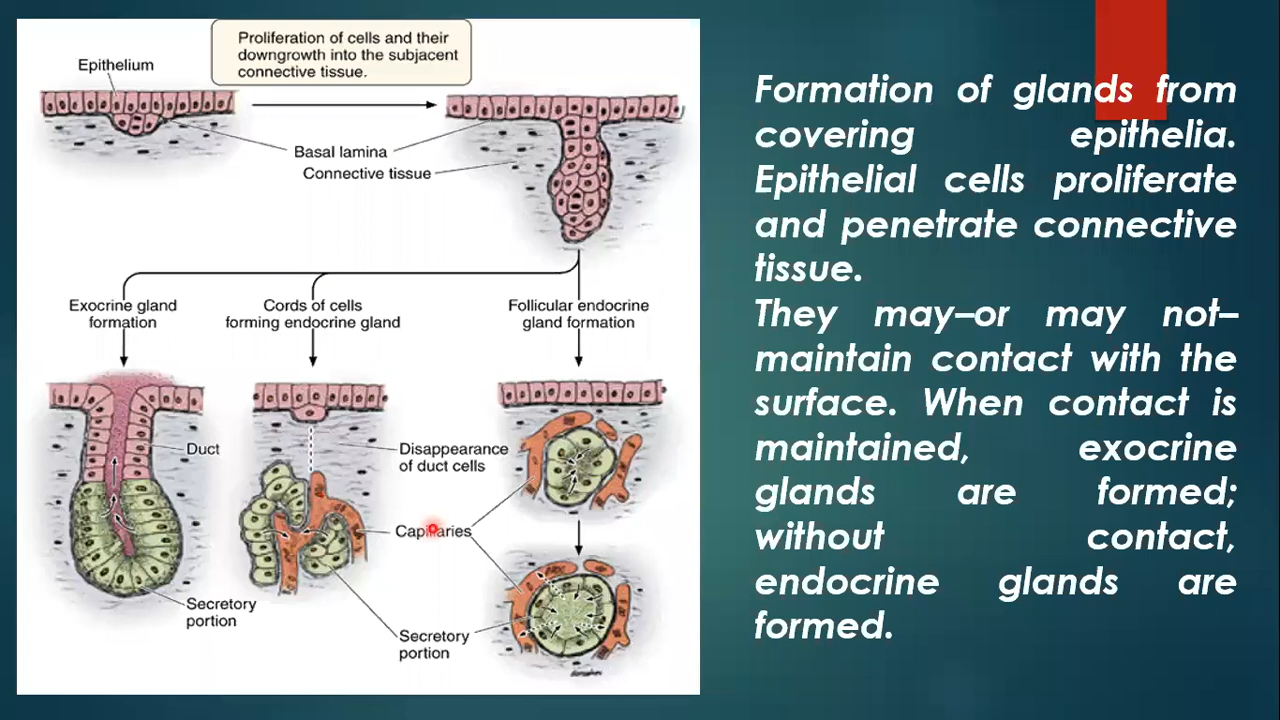 Proliferation of cells and their
downgrowth into the subjacent
connective tissue.
Epithelium
Basal lamina
Connective tissue
Exocrine gland
formation
Cords of cells
forming endocrine gland
Follicular endocrine
gland formation
Duct
Disappearance
of duct cells
Capillaries
Secretory
portion
Secretory
portion
Formation of glands from
covering epithelia.
Epithelial cells proliferate
and penetrate connective
tissue.
They may–or may not–
maintain contact with the
surface. When contact is
maintained, exocrine
glands are formed;
without contact,
endocrine glands are
formed.